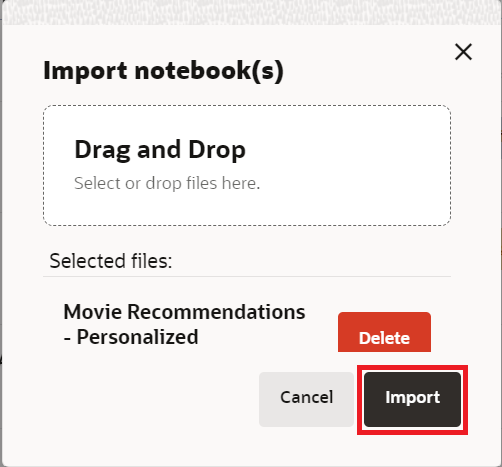 Import notebook(s)
Drag and Drop
Select or drop files here.
Selected files:
Movie Recommendations
- Personalized
Delete
Cancel
Import